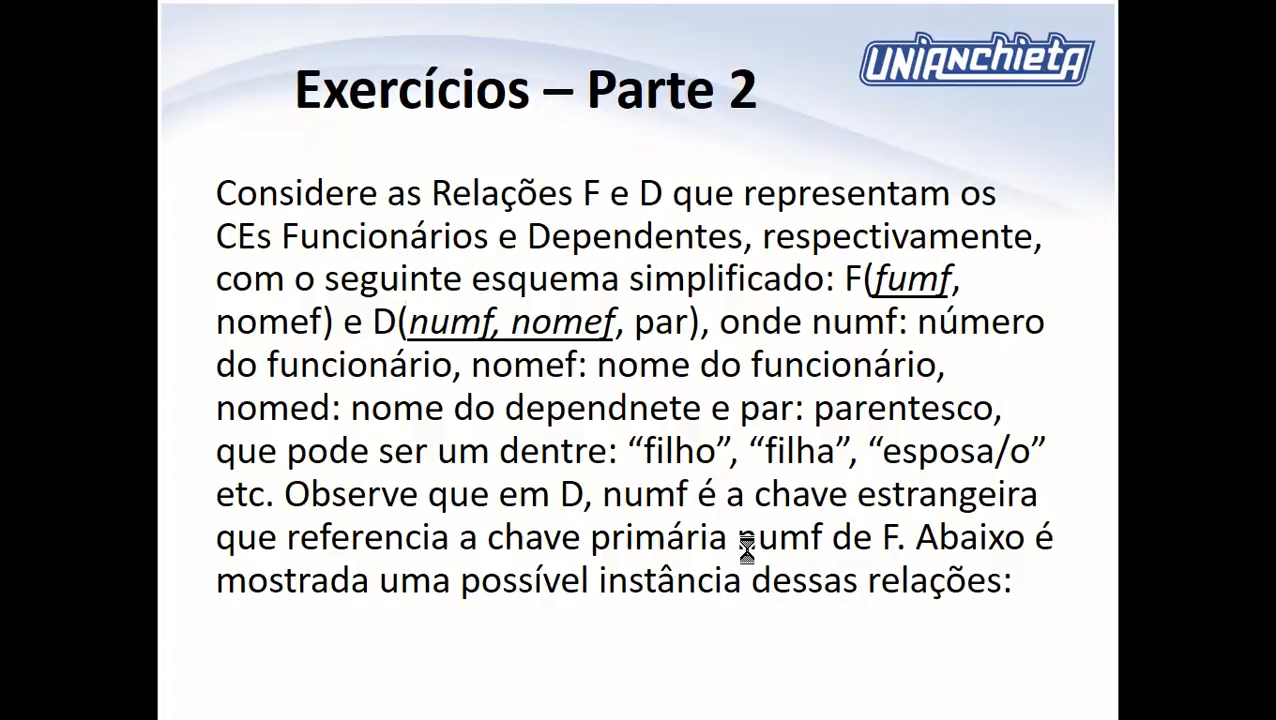 UNIANCHIETA
Exercícios – Parte 2
Considere as Relações F e D que representam os
CEs Funcionários e Dependentes, respectivamente,
com o seguinte esquema simplificado: F(fumf,
nomef) e D(numf, nomef, par), onde numf: número
do funcionário, nomef: nome do funcionário,
nomed: nome do dependnete e par: parentesco,
que pode ser um dentre: “filho”, “filha”, “esposa/o”
etc. Observe que em D, numf é a chave estrangeira
que referencia a chave primária numf de F. Abaixo é
mostrada uma possível instância dessas relações: